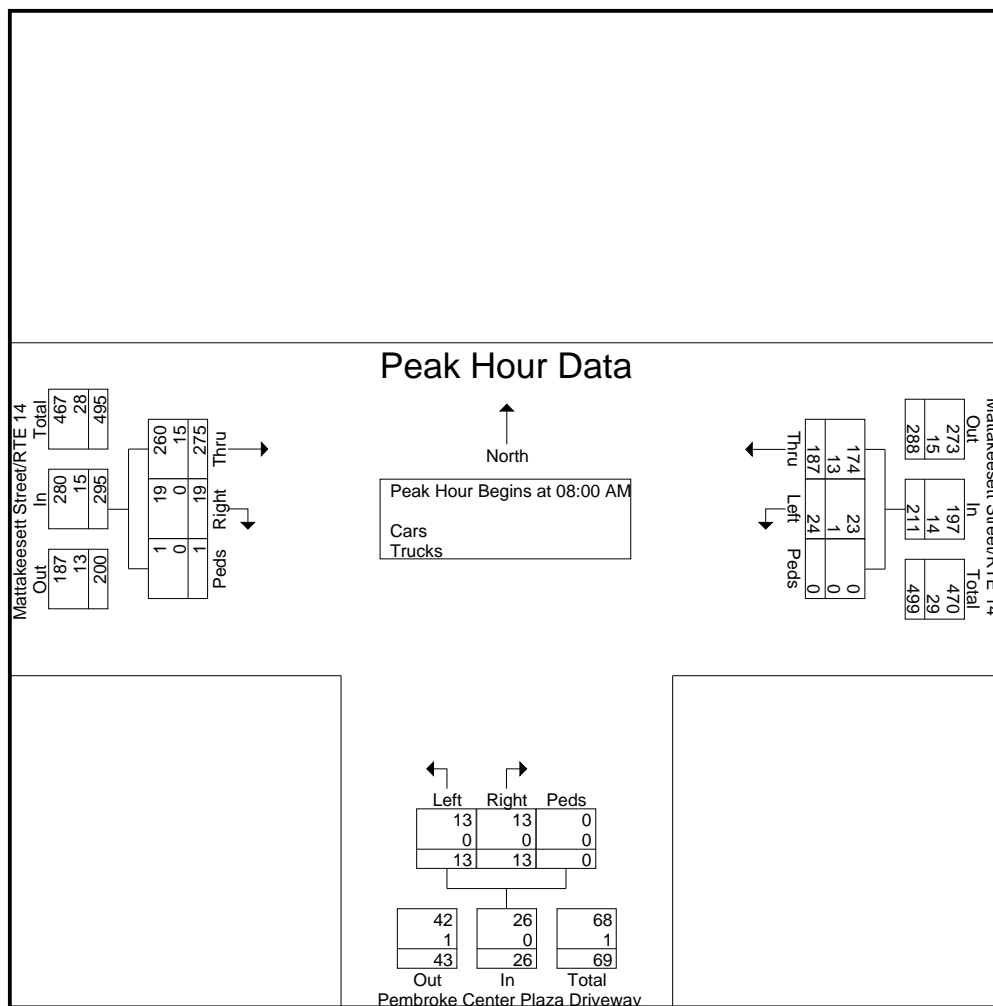 Peak Hour Data
North
Peak Hour Begins at 08:00 AM
Cars
Trucks
Mattakeesett Street/RTE 14
Out In Total
187 280 467
13 15 28
200 295 495
Peds Right Thru
1 19 260
0 0 15
1 19 275
Mattakeesett Street/RTE 14
Out In Total
273 197 470
15 14 29
288 211 499
Thru Left Peds
174 23 0
13 1 0
187 24 0
Left Right Peds
13 13 0
0 0 0
13 13 0
42 26 68
1 0 1
43 26 69
Out In Total
Pembroke Center Plaza Driveway